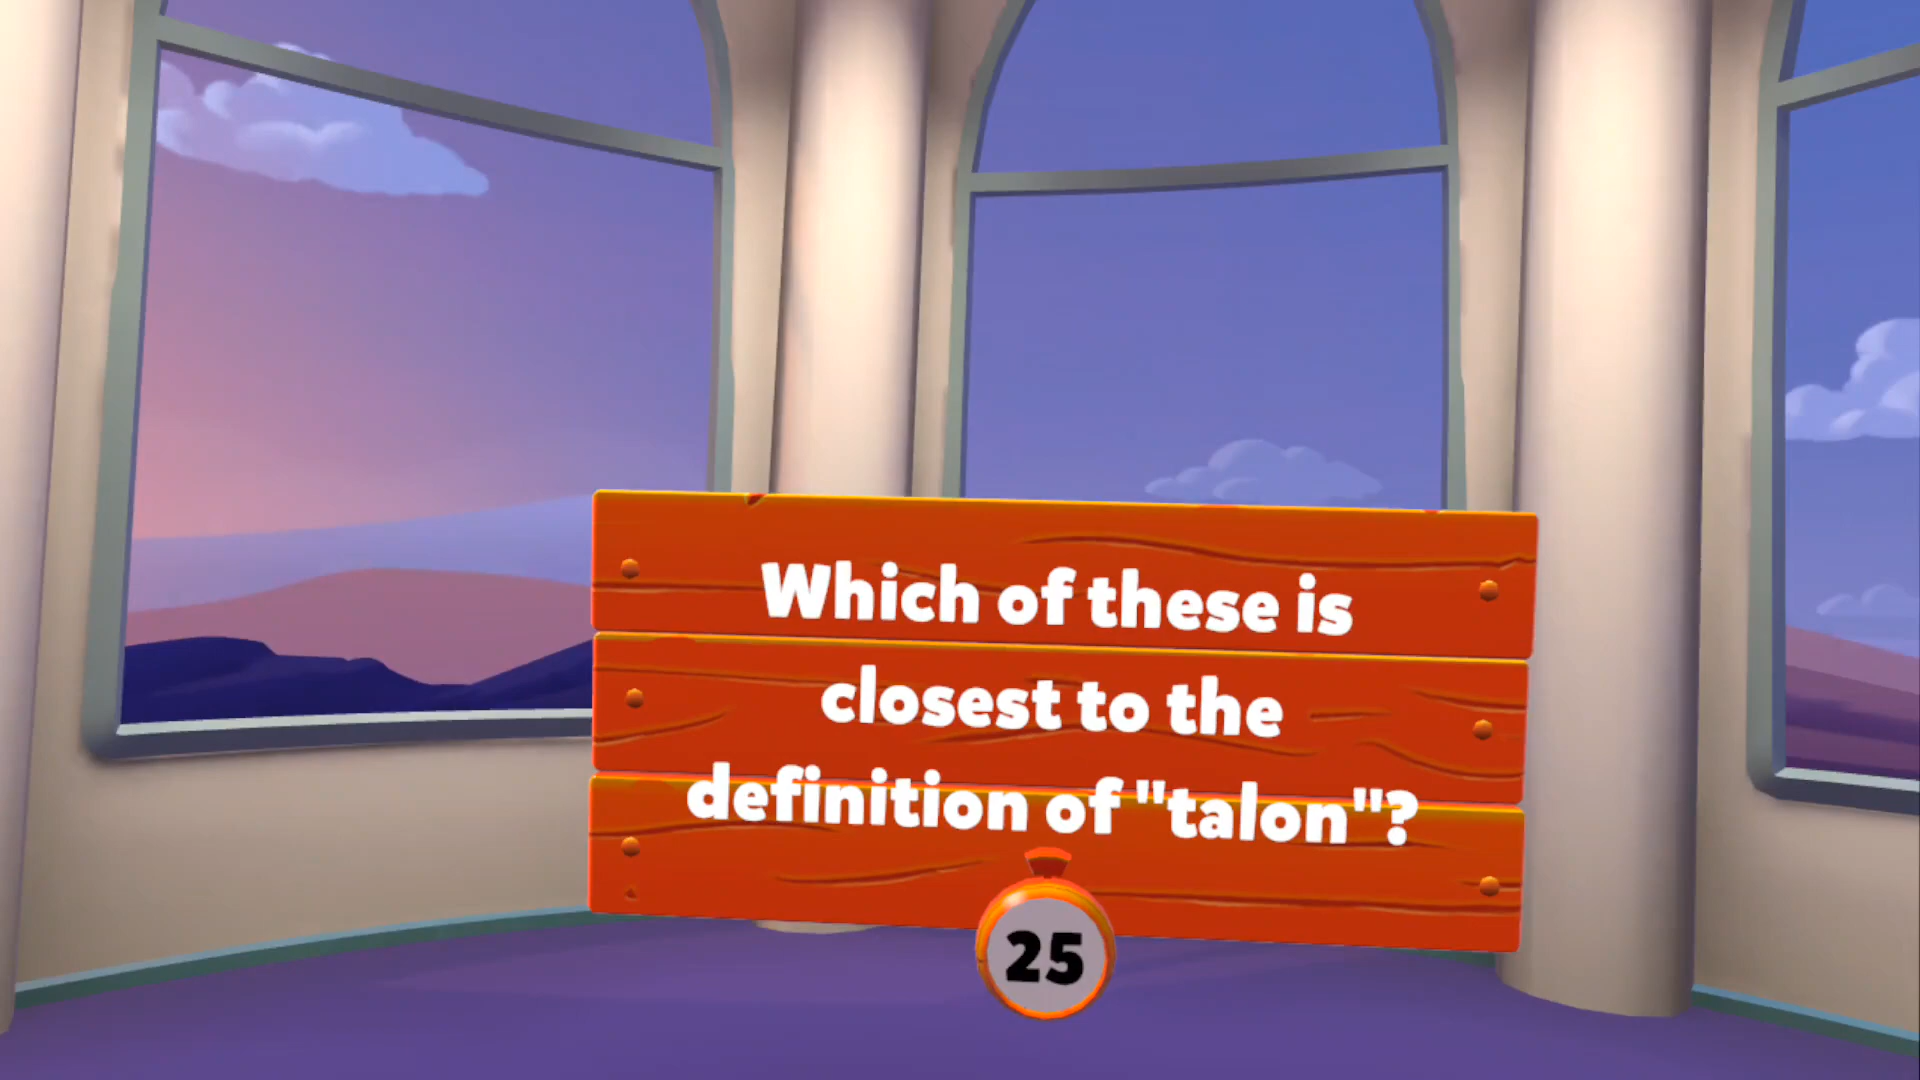 Which of these is
closest to the
definition of "talon"?
25